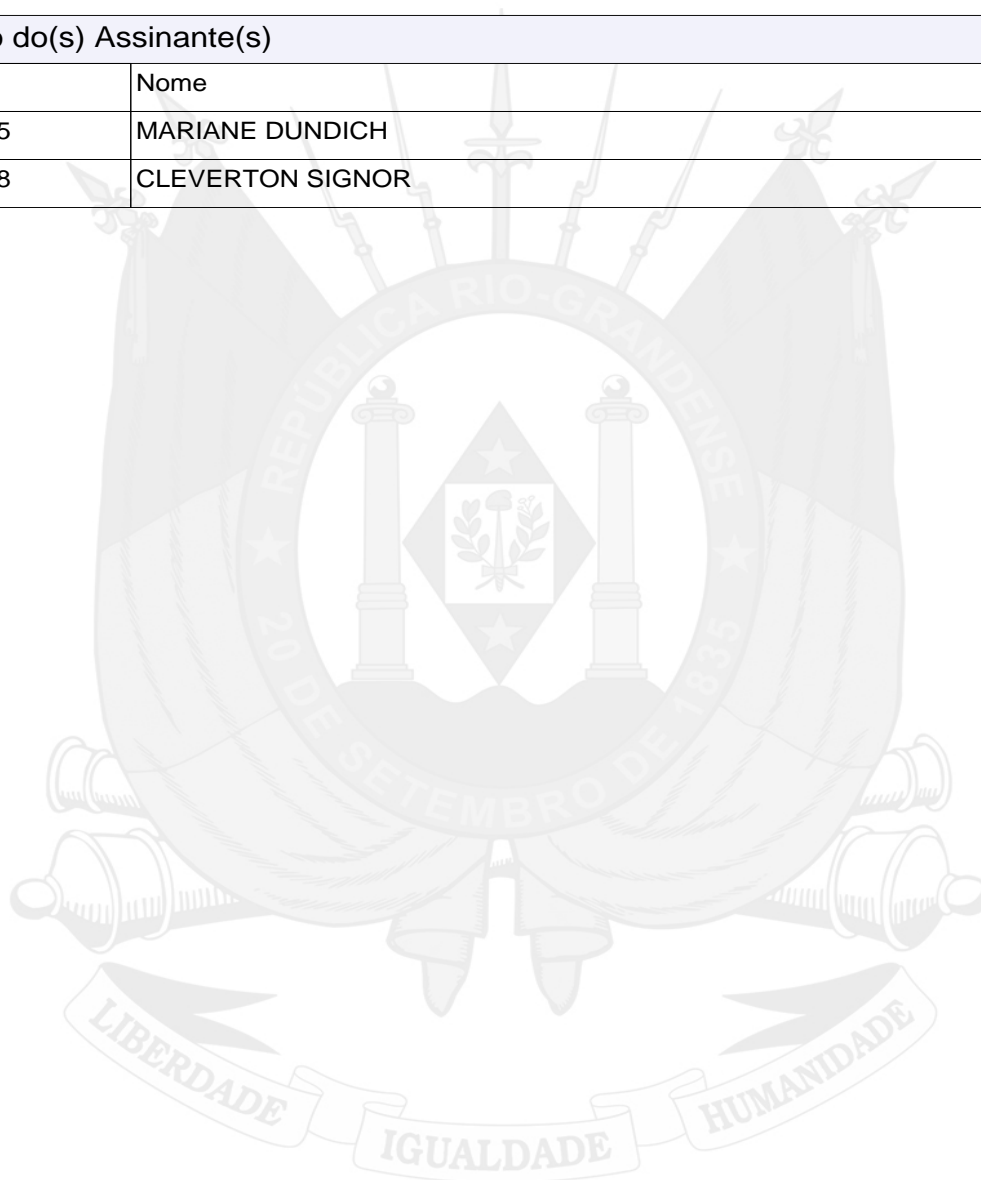 o do(s) Assinante(s)
Nome
5 MARIANE DUNDICH
8 CLEVERTON SIGNOR
REPÚBLICA RIO-GRANDENSE
★ 20 DE SETEMBRO DE 1835 ★
LIBERDADE IGUALDADE HUMANIDADE